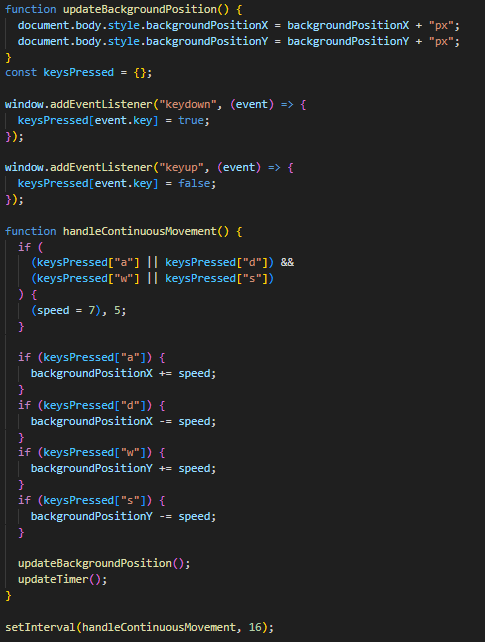 function updateBackgroundPosition() {
  document.body.style.backgroundPositionX = backgroundPositionX + "px";
  document.body.style.backgroundPositionY = backgroundPositionY + "px";
}
const keysPressed = {};

window.addEventListener("keydown", (event) => {
  keysPressed[event.key] = true;
});

window.addEventListener("keyup", (event) => {
  keysPressed[event.key] = false;
});

function handleContinuousMovement() {
  if (
    (keysPressed["a"] || keysPressed["d"]) &&
    (keysPressed["w"] || keysPressed["s"])
  ) {
    (speed = 7), 5;
  }

  if (keysPressed["a"]) {
    backgroundPositionX += speed;
  }
  if (keysPressed["d"]) {
    backgroundPositionX -= speed;
  }
  if (keysPressed["w"]) {
    backgroundPositionY += speed;
  }
  if (keysPressed["s"]) {
    backgroundPositionY -= speed;
  }

  updateBackgroundPosition();
  updateTimer();
}

setInterval(handleContinuousMovement, 16);